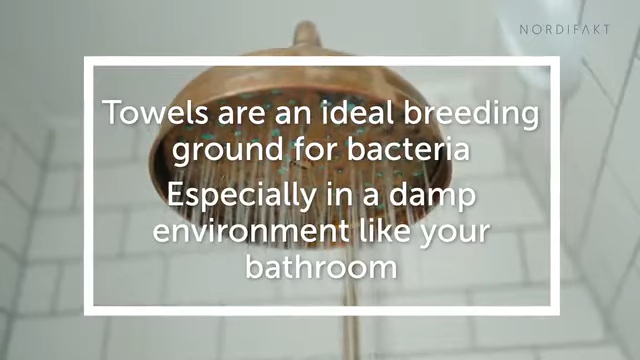 NORDIFAKT
Towels are an ideal breeding
ground for bacteria
Especially in a damp
environment like your
bathroom